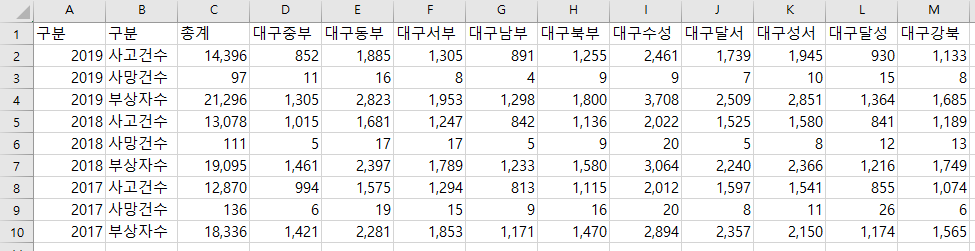 A B C D E F G H I J K L M
1 구분 구분 총계 대구중부 대구동부 대구서부 대구남부 대구북부 대구수성 대구달서 대구성서 대구달성 대구강북
2 2019 사고건수 14,396 852 1,885 1,305 891 1,255 2,461 1,739 1,945 930 1,133
3 2019 사망건수 97 11 16 8 4 9 9 7 10 15 8
4 2019 부상자수 21,296 1,305 2,823 1,953 1,298 1,800 3,708 2,509 2,851 1,364 1,685
5 2018 사고건수 13,078 1,015 1,681 1,247 842 1,136 2,022 1,525 1,580 841 1,189
6 2018 사망건수 111 5 17 17 5 9 20 5 8 12 13
7 2018 부상자수 19,095 1,461 2,397 1,789 1,233 1,580 3,064 2,240 2,366 1,216 1,749
8 2017 사고건수 12,870 994 1,575 1,294 813 1,115 2,012 1,597 1,541 855 1,074
9 2017 사망건수 136 6 19 15 9 16 20 8 11 26 6
10 2017 부상자수 18,336 1,421 2,281 1,853 1,171 1,470 2,894 2,357 2,150 1,174 1,565